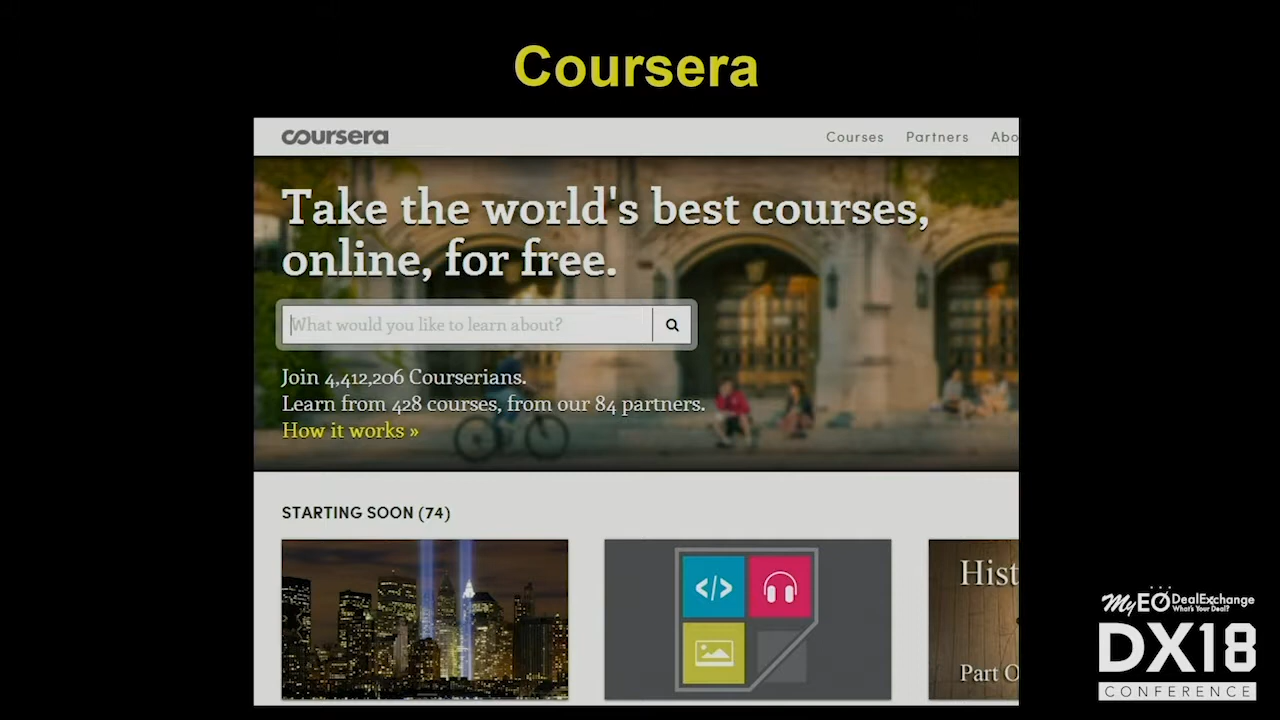 Coursera
coursera
Courses Partners Abo
Take the world's best courses,
online, for free.
What would you like to learn about?
Join 4,412,206 Courserians.
Learn from 428 courses, from our 84 partners.
How it works »
STARTING SOON (74)
</>
Hist
Part O
MyEO DealExchange
What's Your Deal?
DX18
CONFERENCE